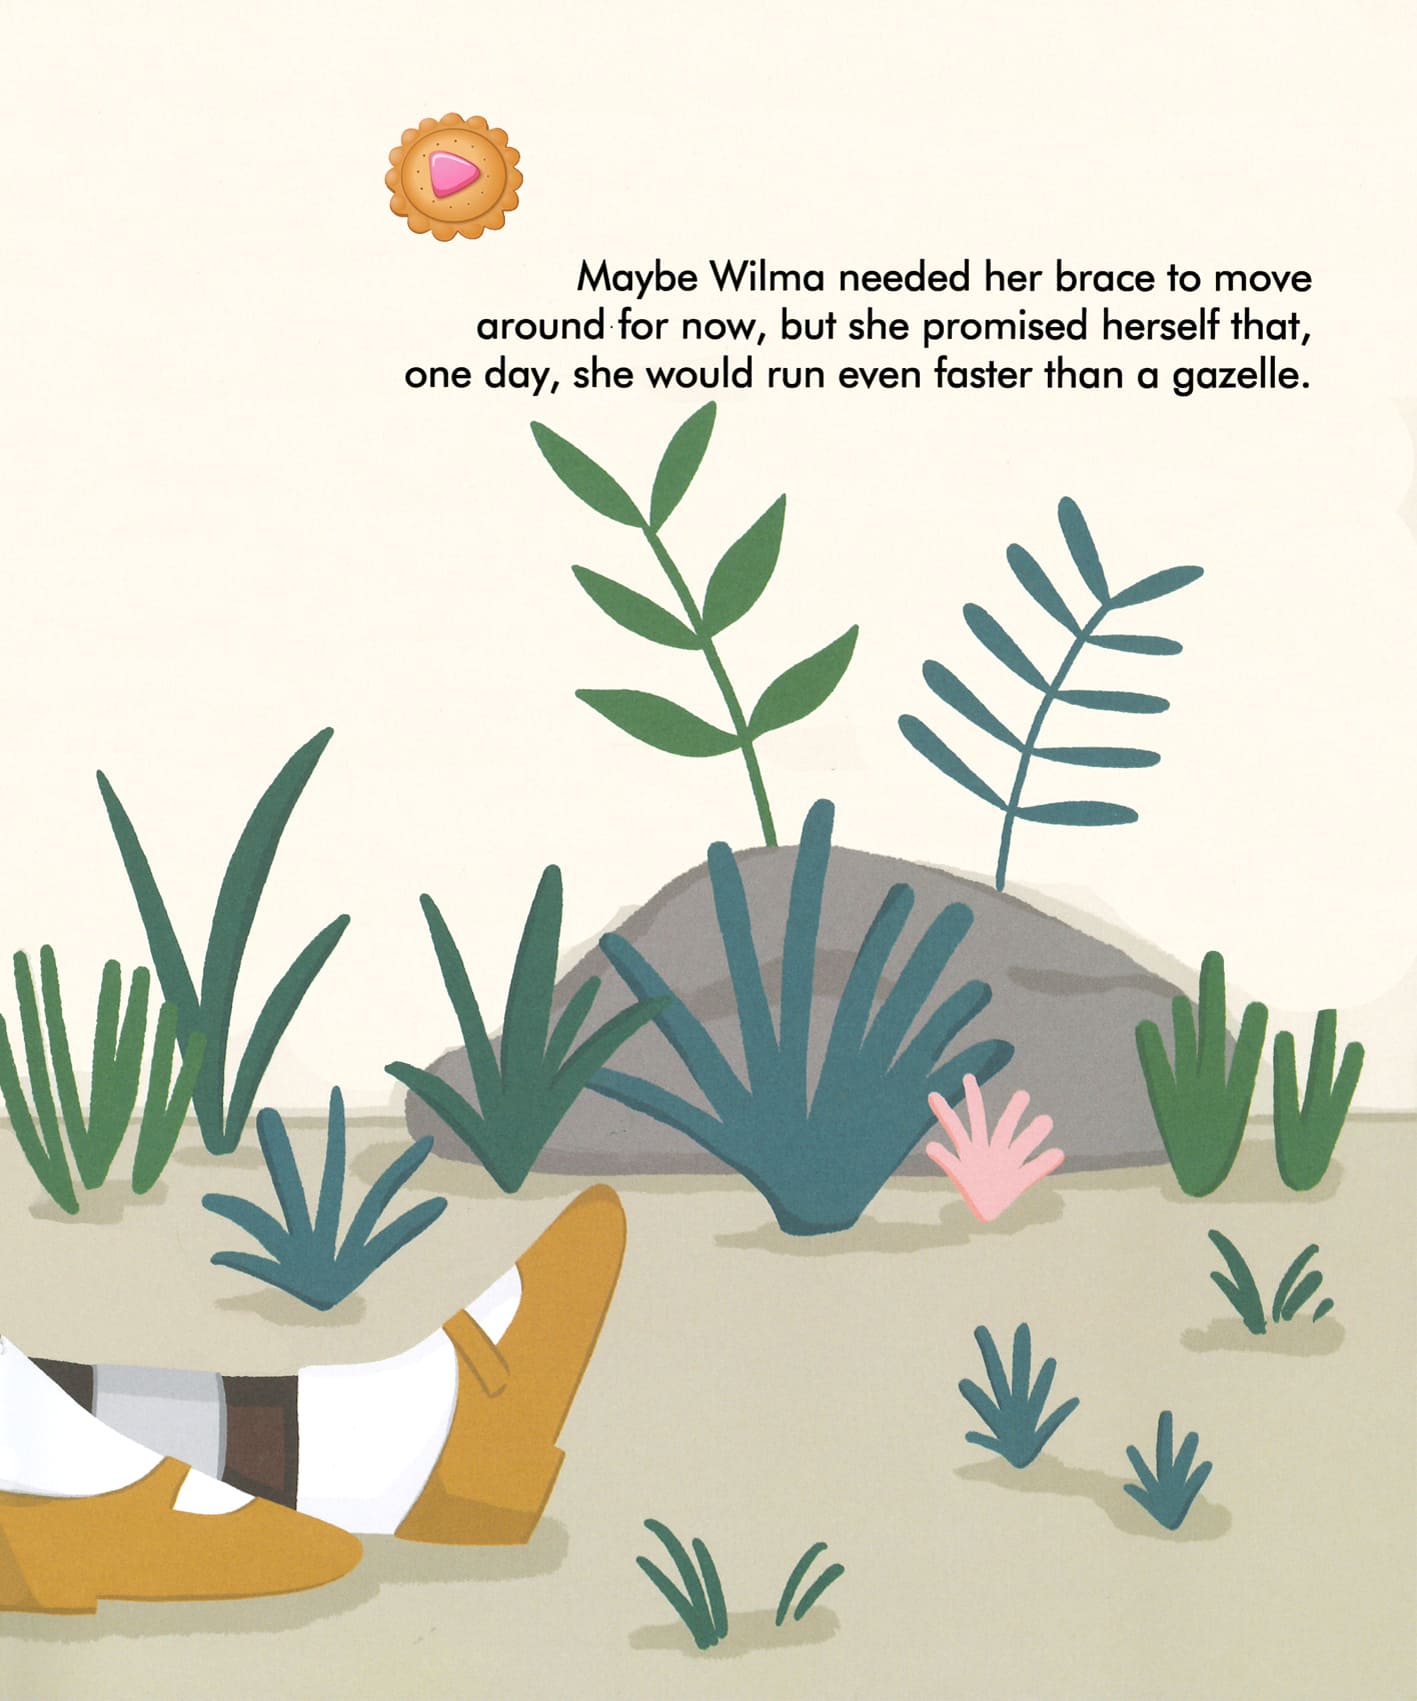 Maybe Wilma needed her brace to move
around for now, but she promised herself that,
one day, she would run even faster than a gazelle.